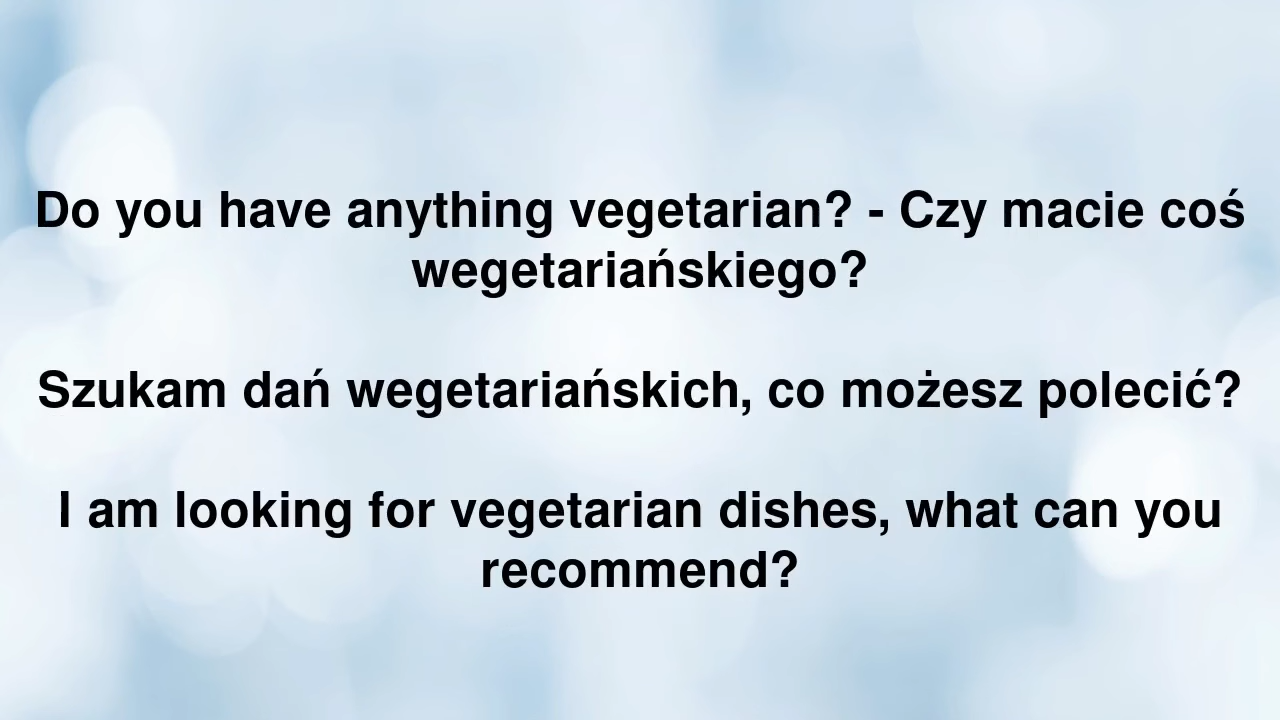 Do you have anything vegetarian? - Czy macie coś
wegetariańskiego?
Szukam dań wegetariańskich, co możesz polecić?
I am looking for vegetarian dishes, what can you
recommend?